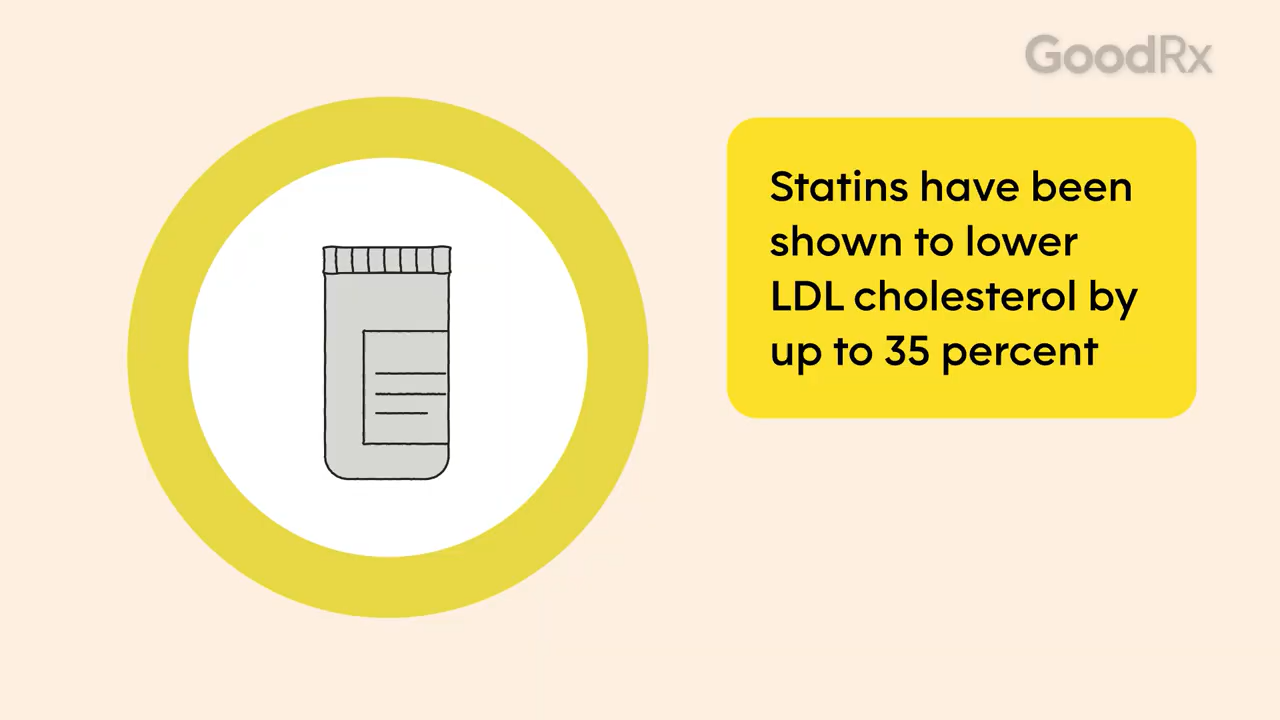 GoodRx
Statins have been
shown to lower
LDL cholesterol by
up to 35 percent